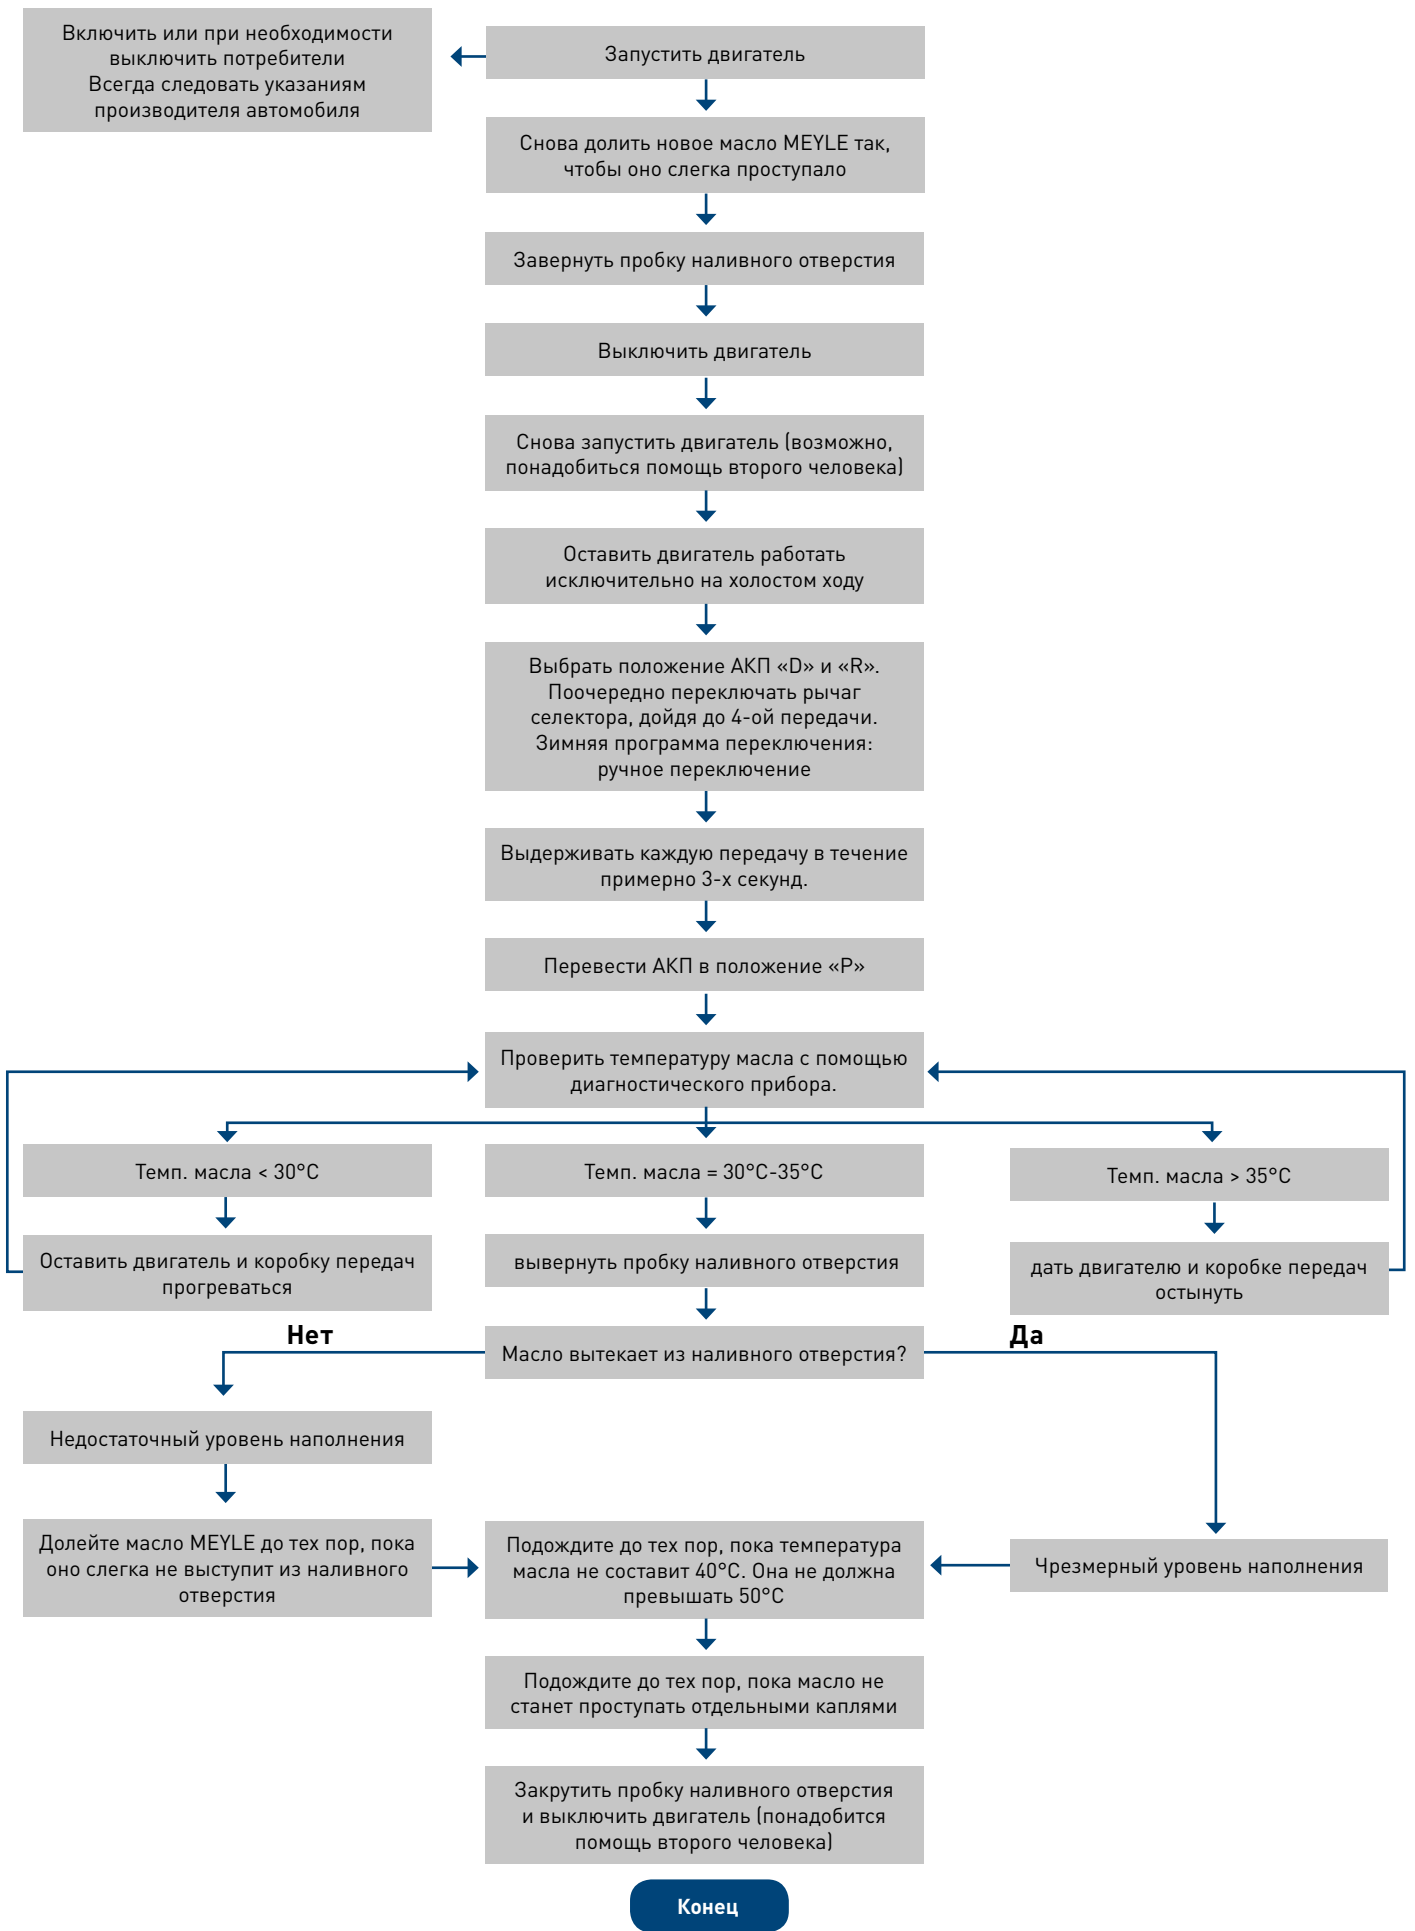 Включить или при необходимости
выключить потребители
Всегда следовать указаниям
производителя автомобиля
Запустить двигатель
Снова долить новое масло MEYLE так,
чтобы оно слегка проступало
Завернуть пробку наливного отверстия
Выключить двигатель
Снова запустить двигатель (возможно,
понадобиться помощь второго человека)
Оставить двигатель работать
исключительно на холостом ходу
Выбрать положение АКП «D» и «R».
Поочередно переключать рычаг
селектора, дойдя до 4-ой передачи.
Зимняя программа переключения:
ручное переключение
Выдерживать каждую передачу в течение
примерно 3-х секунд.
Перевести АКП в положение «P»
Проверить температуру масла с помощью
диагностического прибора.
Темп. масла < 30°C
Темп. масла = 30°C-35°C
Темп. масла > 35°C
Оставить двигатель и коробку передач
прогреваться
вывернуть пробку наливного отверстия
дать двигателю и коробке передач
остынуть
Нет
Масло вытекает из наливного отверстия?
Да
Недостаточный уровень наполнения
Долейте масло MEYLE до тех пор, пока
оно слегка не выступит из наливного
отверстия
Подождите до тех пор, пока температура
масла не составит 40°C. Она не должна
превышать 50°C
Чрезмерный уровень наполнения
Подождите до тех пор, пока масло не
станет проступать отдельными каплями
Закрутить пробку наливного отверстия
и выключить двигатель (понадобится
помощь второго человека)
Конец